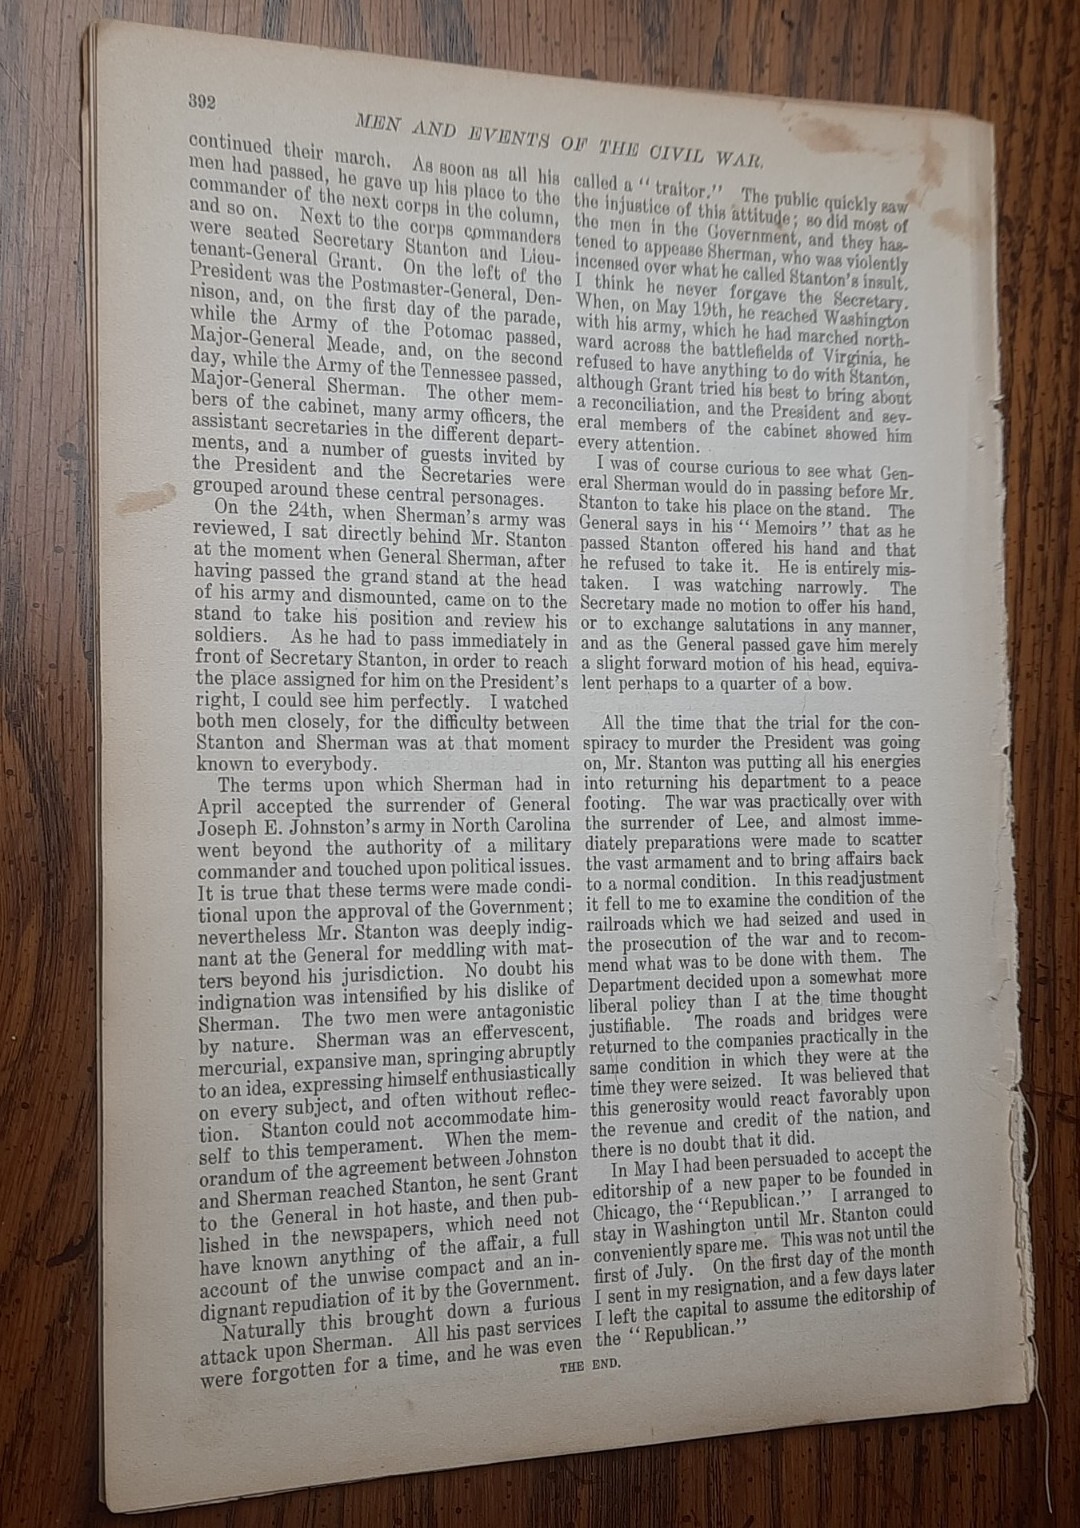 392
MEN AND EVENTS OF THE CIVIL WAR.
continued their march. As soon as all his
men had passed, he gave up his place to the
commander of the next corps in the column,
and so on. Next to the corps commanders
were seated Secretary Stanton and Lieu-
tenant-General Grant. On the left of the
President was the Postmaster-General, Den-
nison, and, on the first day of the parade,
while the Army of the Potomac passed,
Major-General Meade, and, on the second
day, while the Army of the Tennessee passed,
Major-General Sherman. The other mem-
bers of the cabinet, many army officers, the
assistant secretaries in the different depart-
ments, and a number of guests invited by
the President and the Secretaries were
grouped around these central personages.
On the 24th, when Sherman's army was
reviewed, I sat directly behind Mr. Stanton
at the moment when General Sherman, after
having passed the grand stand at the head
of his army and dismounted, came on to the
stand to take his position and review his
soldiers. As he had to pass immediately in
front of Secretary Stanton, in order to reach
the place assigned for him on the President's
right, I could see him perfectly. I watched
both men closely, for the difficulty between
Stanton and Sherman was at that moment
known to everybody.
The terms upon which Sherman had in
April accepted the surrender of General
Joseph E. Johnston's army in North Carolina
went beyond the authority of a military
commander and touched upon political issues.
It is true that these terms were made condi-
tional upon the approval of the Government;
nevertheless Mr. Stanton was deeply indig-
nant at the General for meddling with mat-
ters beyond his jurisdiction. No doubt his
indignation was intensified by his dislike of
Sherman. The two men were antagonistic
by nature. Sherman was an effervescent,
mercurial, expansive man, springing abruptly
to an idea, expressing himself enthusiastically
on every subject, and often without reflec-
tion. Stanton could not accommodate him-
self to this temperament. When the mem-
orandum of the agreement between Johnston
and Sherman reached Stanton, he sent Grant
to the General in hot haste, and then pub-
lished in the newspapers, which need not
have known anything of the affair, a full
account of the unwise compact and an in-
dignant repudiation of it by the Government.
Naturally this brought down a furious
attack upon Sherman. All his past services
were forgotten for a time, and he was even
called a "traitor." The public quickly saw
the injustice of this attitude; so did most of
the men in the Government, and they has-
tened to appease Sherman, who was violently
incensed over what he called Stanton's insult.
I think he never forgave the Secretary.
When, on May 19th, he reached Washington
with his army, which he had marched north-
ward across the battlefields of Virginia, he
refused to have anything to do with Stanton,
although Grant tried his best to bring about
a reconciliation, and the President and sev-
eral members of the cabinet showed him
every attention.
I was of course curious to see what Gen-
eral Sherman would do in passing before Mr.
Stanton to take his place on the stand. The
General says in his "Memoirs" that as he
passed Stanton offered his hand and that
he refused to take it. He is entirely mis-
taken. I was watching narrowly. The
Secretary made no motion to offer his hand,
or to exchange salutations in any manner,
and as the General passed gave him merely
a slight forward motion of his head, equiva-
lent perhaps to a quarter of a bow.
All the time that the trial for the con-
spiracy to murder the President was going
on, Mr. Stanton was putting all his energies
into returning his department to a peace
footing. The war was practically over with
the surrender of Lee, and almost imme-
diately preparations were made to scatter
the vast armament and to bring affairs back
to a normal condition. In this readjustment
it fell to me to examine the condition of the
railroads which we had seized and used in
the prosecution of the war and to recom-
mend what was to be done with them. The
Department decided upon a somewhat more
liberal policy than I at the time thought
justifiable. The roads and bridges were
returned to the companies practically in the
same condition in which they were at the
time they were seized. It was believed that
this generosity would react favorably upon
the revenue and credit of the nation, and
there is no doubt that it did.
In May I had been persuaded to accept the
editorship of a new paper to be founded in
Chicago, the "Republican." I arranged to
stay in Washington until Mr. Stanton could
conveniently spare me. This was not until the
first of July. On the first day of the month
I sent in my resignation, and a few days later
I left the capital to assume the editorship of
the "Republican."
THE END.